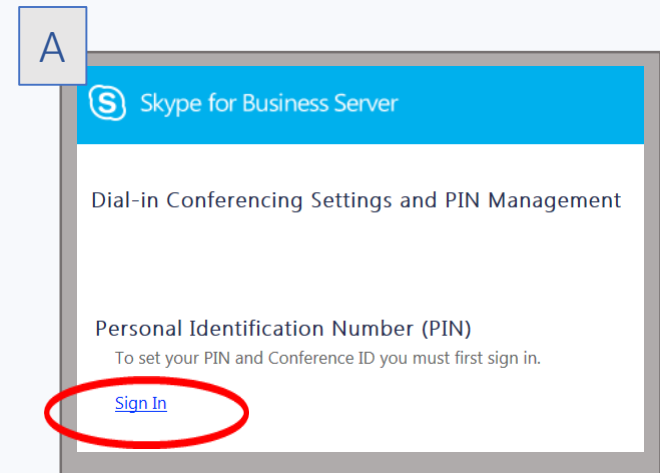 A
Skype for Business Server
Dial-in Conferencing Settings and PIN Management
Personal Identification Number (PIN)
To set your PIN and Conference ID you must first sign in.
Sign In